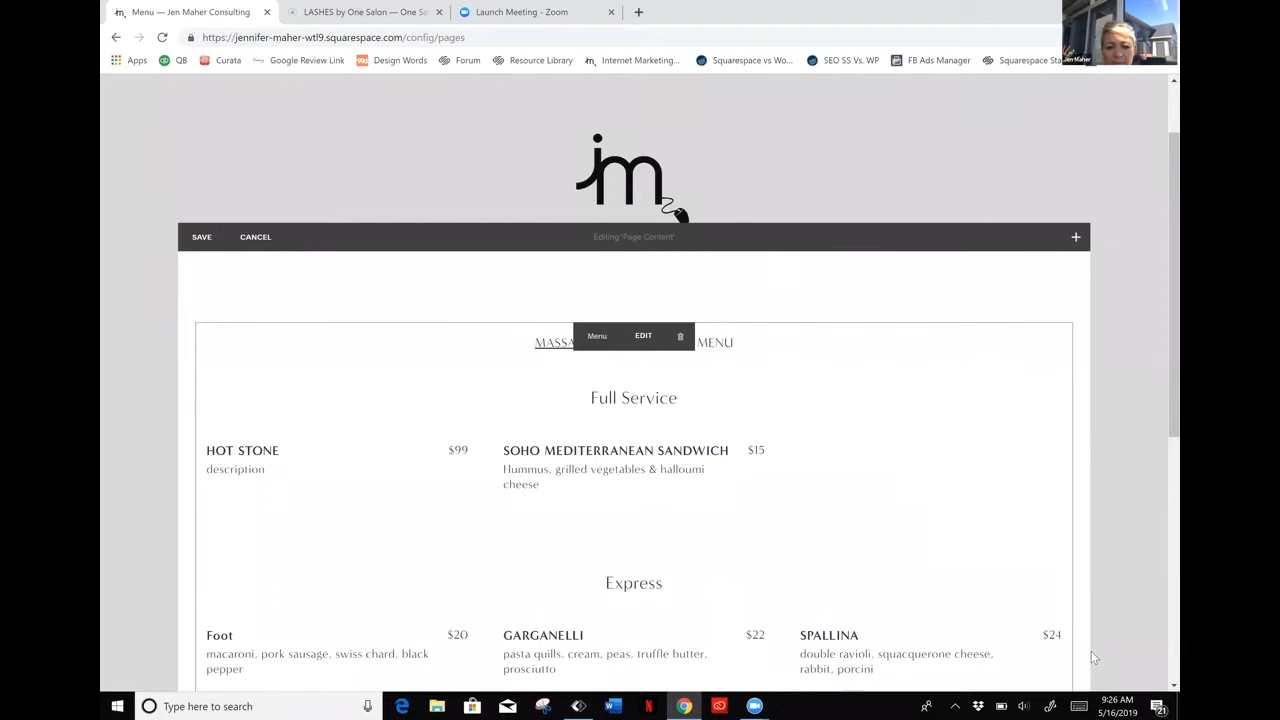 Menu — Jen Maher Consulting
LASHES by One Salon — One Sa
Launch Meeting - Zoom
https://jennifer-maher-wtl9.squarespace.com/config/pages
Apps
QB
Curata
Google Review Link
Design Words
Forum
Resource Library
Internet Marketing...
Squarespace vs Wo...
SEO SS Vs. WP
FB Ads Manager
Squarespace Sta
Jen Maher
jm
SAVE
CANCEL
Editing 'Page Content'
Menu
EDIT
MASSA
MENU
Full Service
HOT STONE
$99
SOHO MEDITERRANEAN SANDWICH
$15
description
Hummus, grilled vegetables & halloumi
cheese
Express
Foot
$20
GARGANELLI
$22
SPALLINA
$24
macaroni, pork sausage, swiss chard, black
pepper
pasta quills, cream, peas, truffle butter,
prosciutto
double ravioli, squacquerone cheese,
rabbit, porcini
Type here to search
9:26 AM
5/16/2019
21